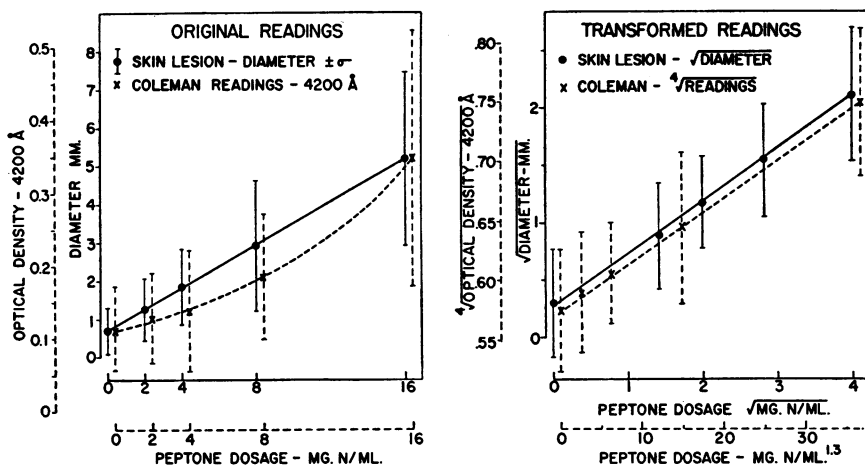 ORIGINAL READINGS
SKIN LESION - DIAMETER ± σ
COLEMAN READINGS - 4200 Å
OPTICAL DENSITY - 4200 Å
0.5
0.4
0.3
0.2
0.1
0
DIAMETER MM.
8
7
6
5
4
3
2
1
0
0 2 4 8 16
0 2 4 8 16
PEPTONE DOSAGE - MG. N/ML.
TRANSFORMED READINGS
SKIN LESION - √DIAMETER
COLEMAN - ⁴√READINGS
⁴√OPTICAL DENSITY - 4200 Å
.80
.75
.70
.65
.60
.55
√DIAMETER-MM.
2
1
0
0 1 2 3 4
PEPTONE DOSAGE √MG. N/ML.
0 10 20 30
PEPTONE DOSAGE - MG. N/ML.¹·³